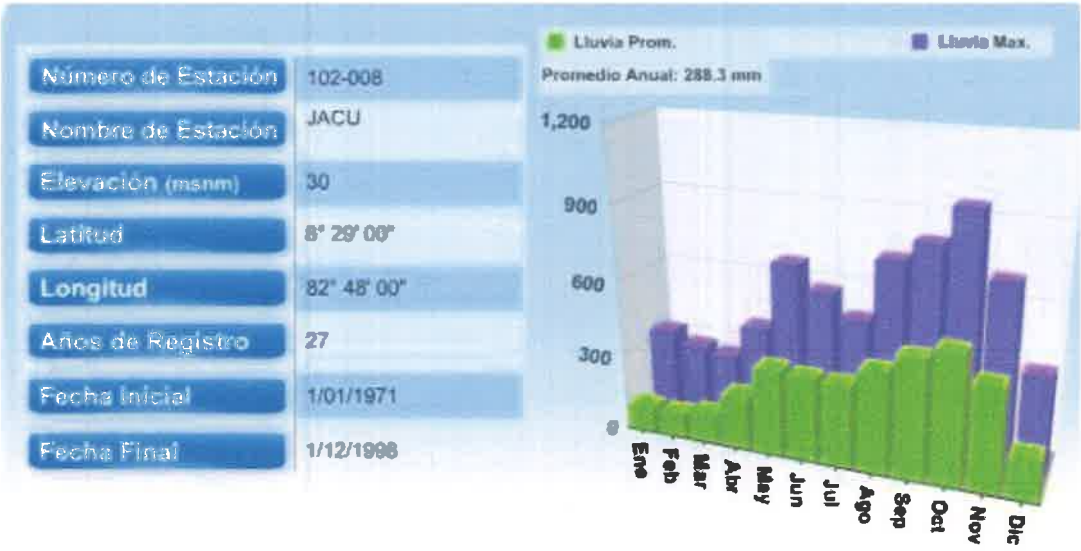 Número de Estación 102-008
Nombre de Estación JACU
Elevación (msnm) 30
Latitud 8° 29' 00"
Longitud 82° 48' 00"
Años de Registro 27
Fecha Inicial 1/01/1971
Fecha Final 1/12/1998
Lluvia Prom. Lluvia Max.
Promedio Anual: 288.3 mm
1,200
900
600
300
0
Ene Feb Mar Abr May Jun Jul Ago Sep Oct Nov Dic